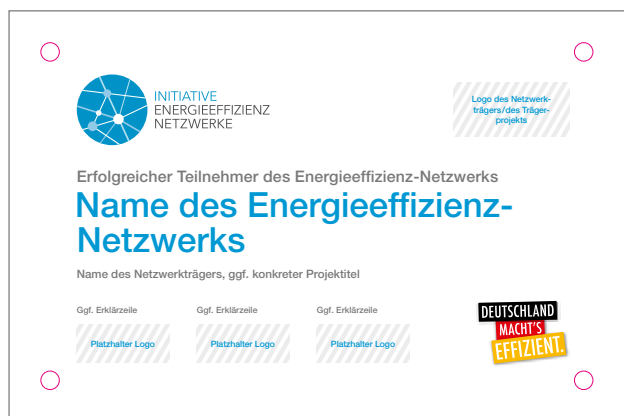 INITIATIVE
ENERGIEEFFIZIENZ
NETZWERKE
Logo des Netzwerk-
trägers/des Träger-
projekts
Erfolgreicher Teilnehmer des Energieeffizienz-Netzwerks
Name des Energieeffizienz-
Netzwerks
Name des Netzwerkträgers, ggf. konkreter Projekttitel
Ggf. Erklärzeile
Ggf. Erklärzeile
Ggf. Erklärzeile
Platzhalter Logo
Platzhalter Logo
Platzhalter Logo
DEUTSCHLAND
MACHT'S
EFFIZIENT.